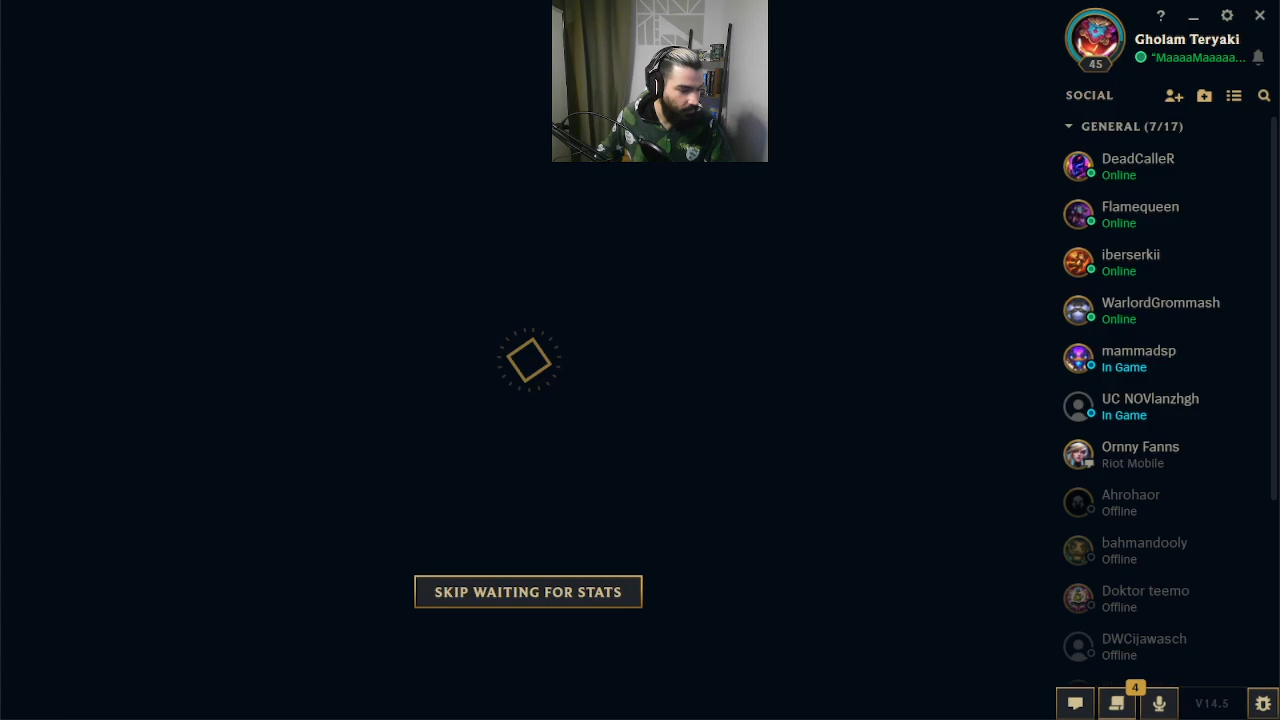 ?
Gholam Teryaki
45
"MaaaaMaaaaa...
SOCIAL
GENERAL (7/17)
DeadCalleR
Online
Flamequeen
Online
iberserkii
Online
WarlordGrommash
Online
mammadsp
In Game
UC NOVlanzhgh
In Game
Ornny Fanns
Riot Mobile
Ahrohaor
Offline
bahmandooly
Offline
SKIP WAITING FOR STATS
Doktor teemo
Offline
DWCijawasch
Offline
4
V14.5